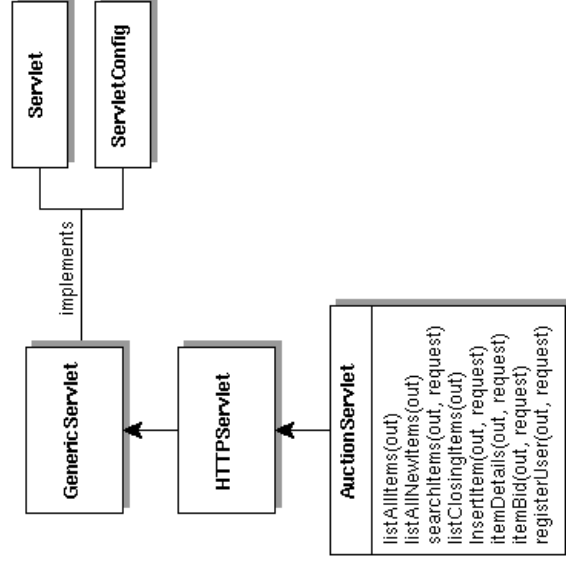 Servlet
ServletConfig
implements
GenericServlet
HTTPServlet
AuctionServlet
listAllItems(out)
listAllNewItems(out)
searchItems(out, request)
listClosingItems(out)
InsertItem(out, request)
itemDetails(out, request)
itemBid(out, request)
registerUser(out, request)